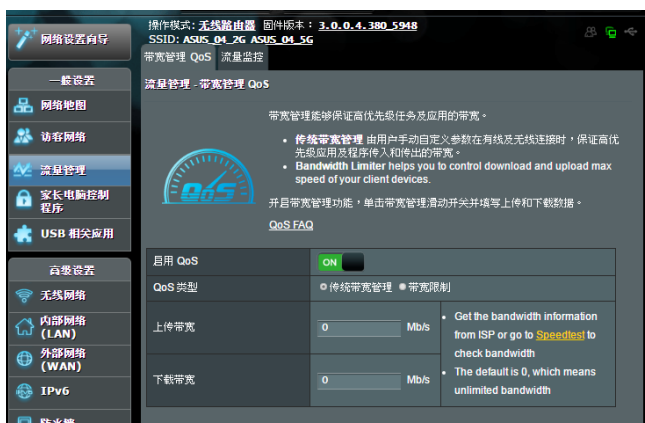 网络设置向导
操作模式: 无线路由器 固件版本: 3.0.0.4.380_5948
SSID: ASUS_04_2G ASUS_04_5G
带宽管理 QoS 流量监控
一般设置
网络地图
访客网络
流量管理
家长电脑控制
程序
USB 相关应用
高级设置
无线网络
内部网络
(LAN)
外部网络
(WAN)
IPv6
防火墙
流量管理 - 带宽管理 QoS
带宽管理能够保证高优先级任务及应用的带宽。
• 传统带宽管理 由用户手动自定义参数在有线及无线连接时,保证高优
先级应用及程序传入和传出的带宽。
• Bandwidth Limiter helps you to control download and upload max
speed of your client devices.
开启带宽管理功能,单击带宽管理滑动开关并填写上传和下载数据。
QoS FAQ
QoS
启用 QoS ON
QoS 类型 传统带宽管理 带宽限制
上传带宽 0 Mb/s
下载带宽 0 Mb/s
• Get the bandwidth information
from ISP or go to Speedtest to
check bandwidth
• The default is 0, which means
unlimited bandwidth